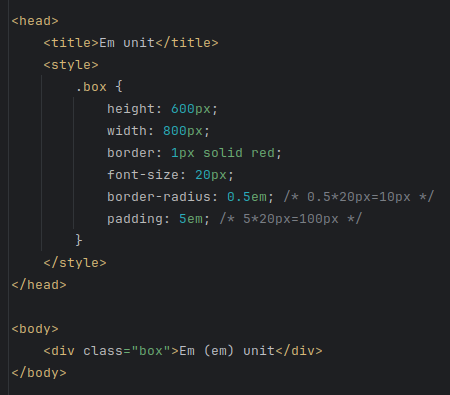 <head>
    <title>Em unit</title>
    <style>
        .box {
            height: 600px;
            width: 800px;
            border: 1px solid red;
            font-size: 20px;
            border-radius: 0.5em; /* 0.5*20px=10px */
            padding: 5em; /* 5*20px=100px */
        }
    </style>
</head>

<body>
    <div class="box">Em (em) unit</div>
</body>